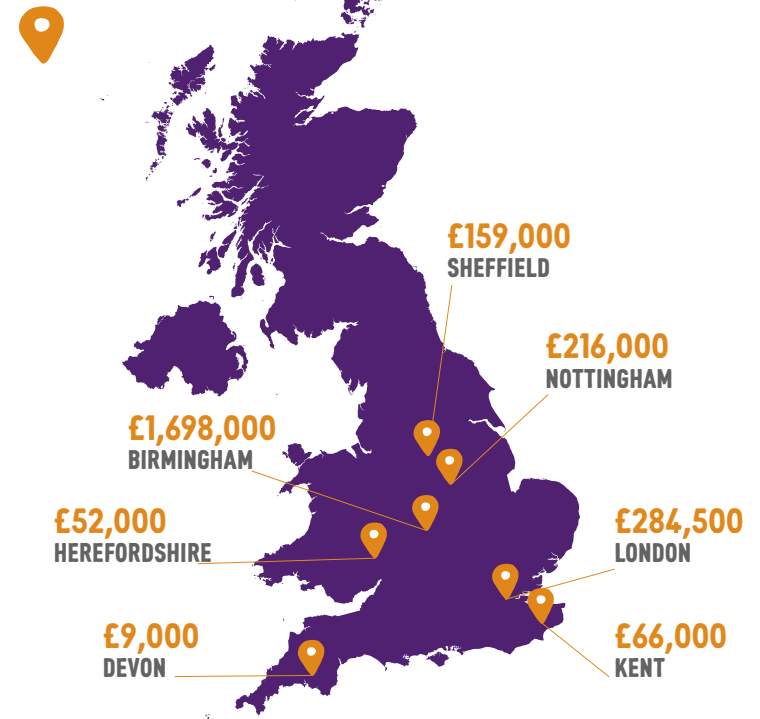 £159,000
SHEFFIELD
£216,000
NOTTINGHAM
£1,698,000
BIRMINGHAM
£52,000
HEREFORDSHIRE
£284,500
LONDON
£9,000
DEVON
£66,000
KENT